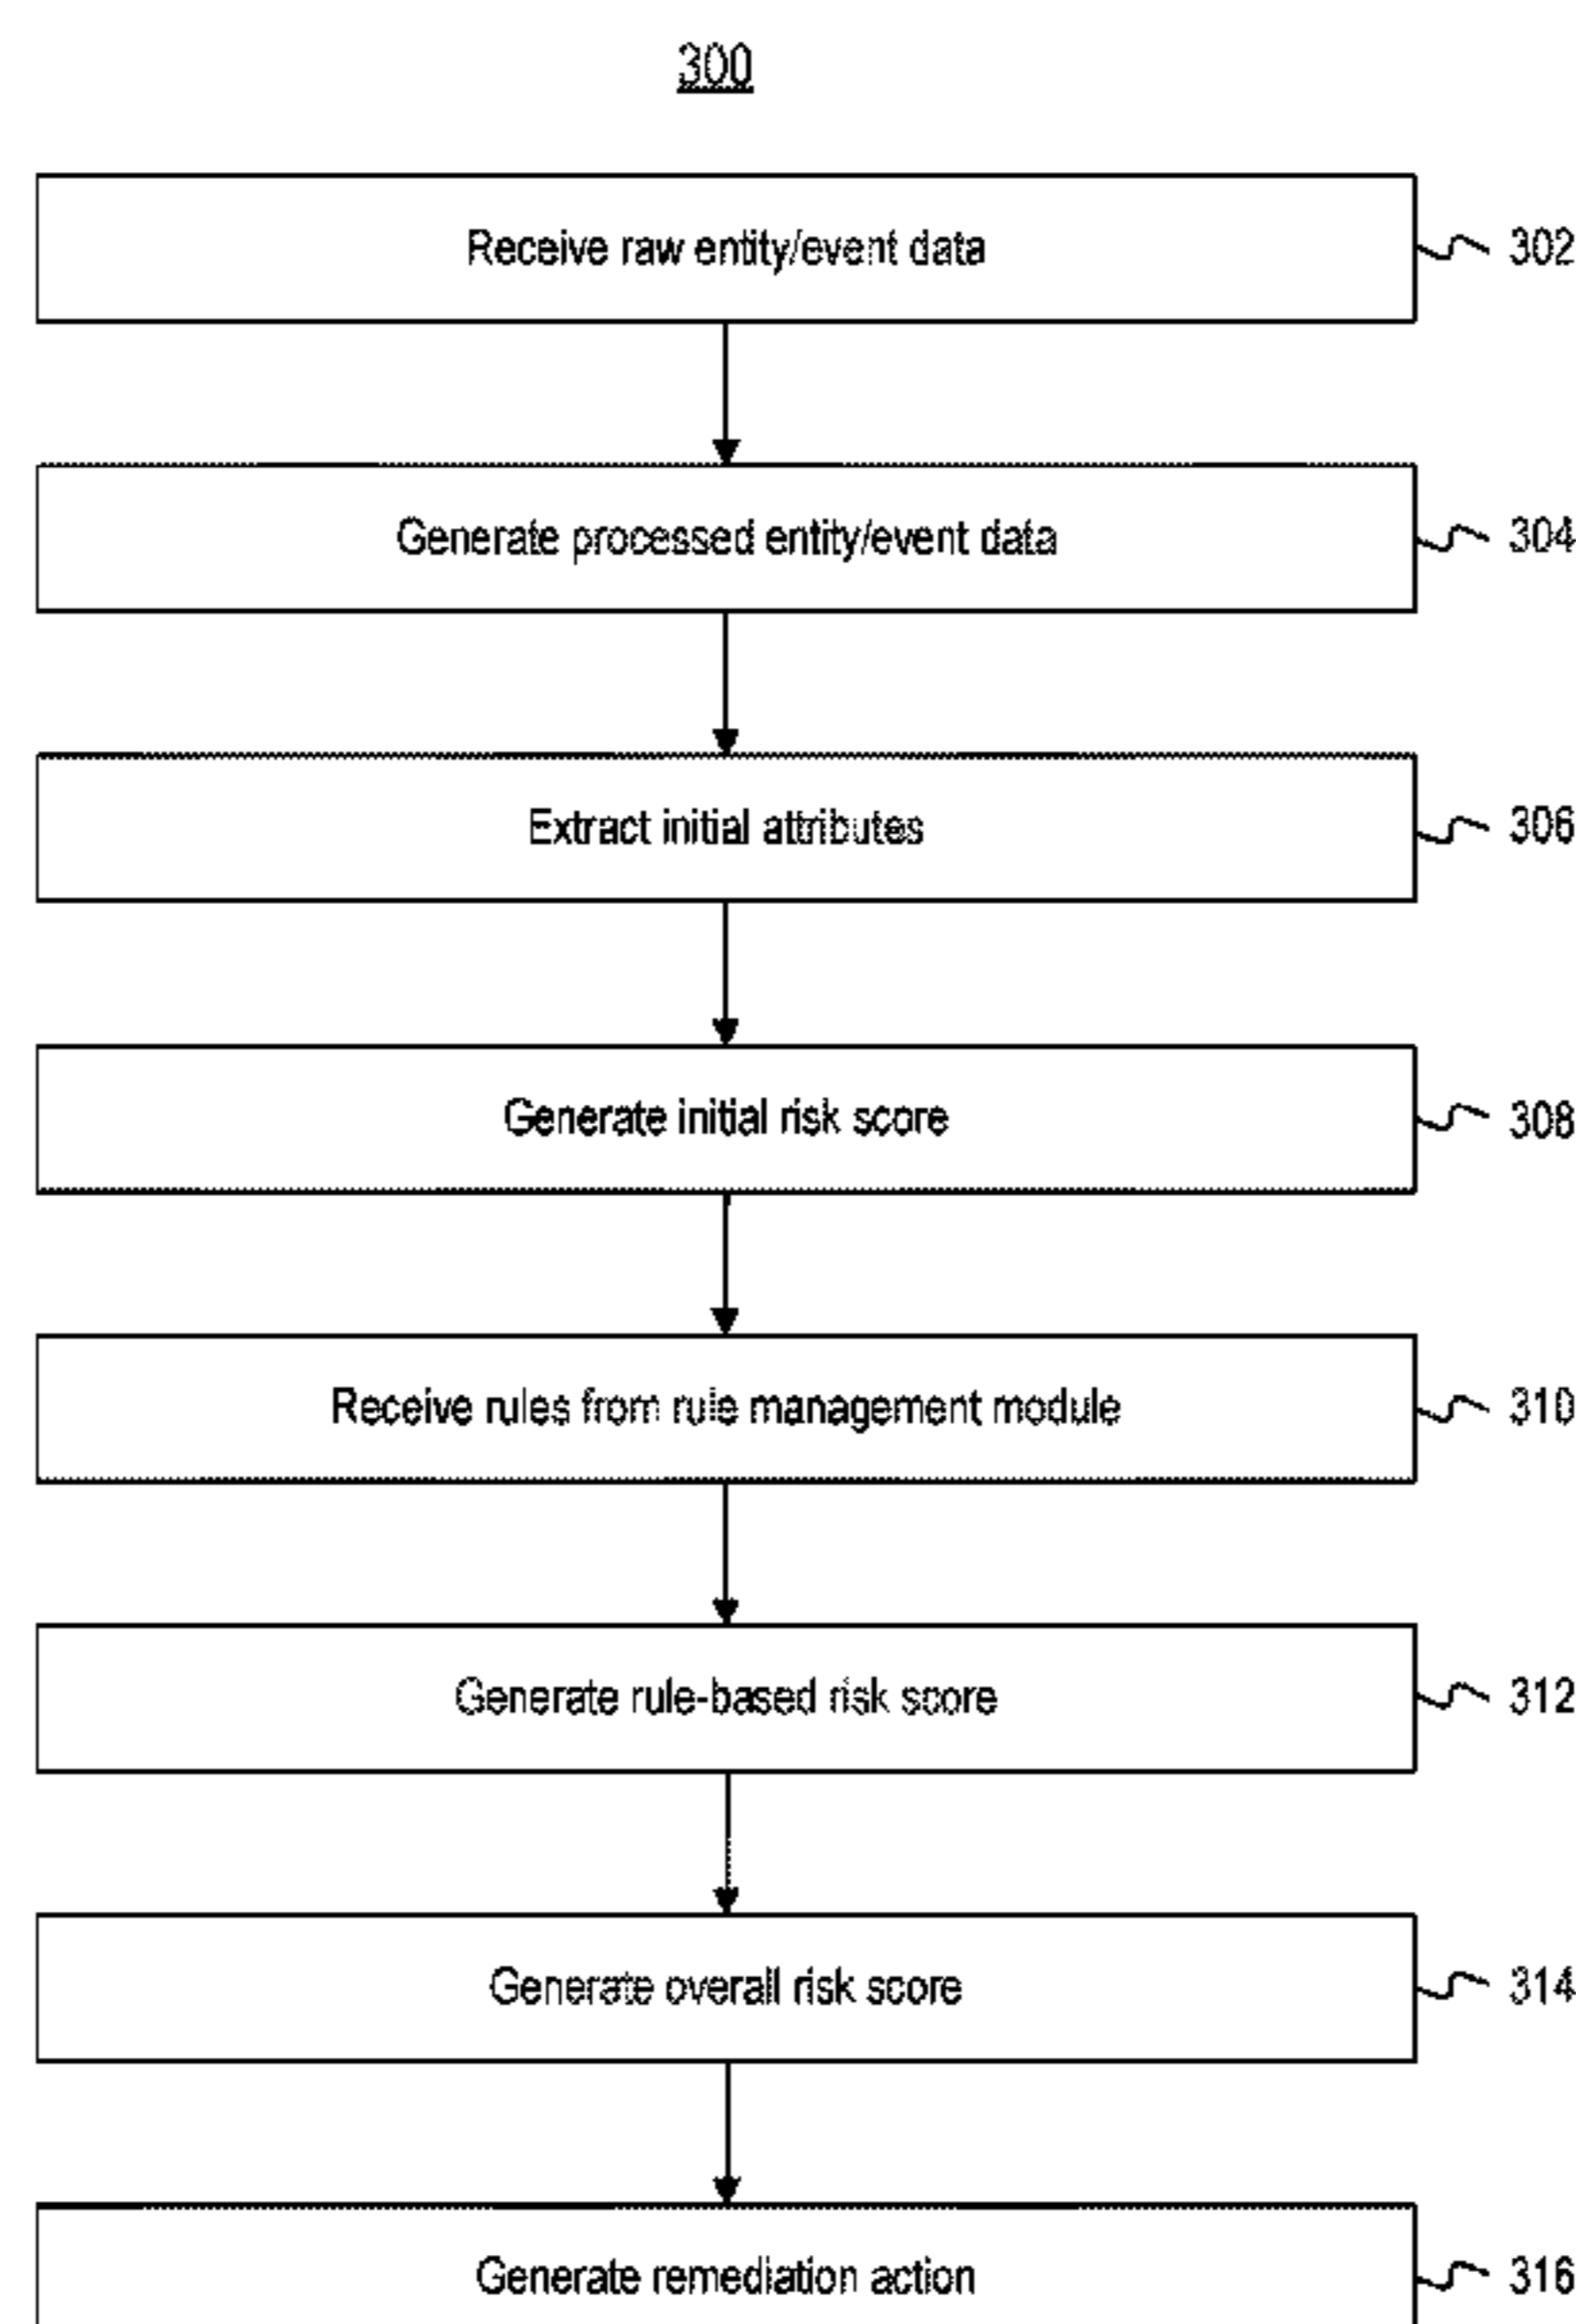 300
Receive raw entity/event data 302
Generate processed entity/event data 304
Extract initial attributes 306
Generate initial risk score 308
Receive rules from rule management module 310
Generate rule-based risk score 312
Generate overall risk score 314
Generate remediation action 316